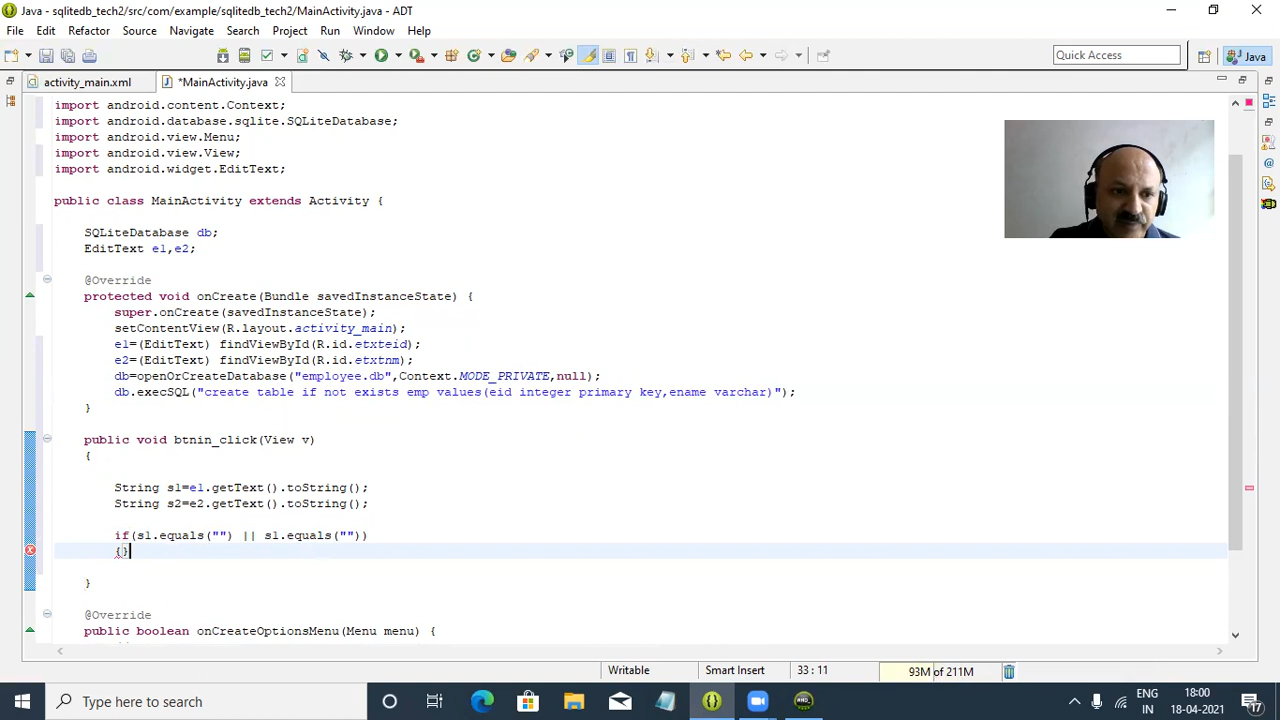 sqlitedb_tech2/src/com/example/sqlitedb_tech2/MainActivity.java - ADT
File Edit Refactor Source Navigate Search Project Run Window Help
Quick Access
Java
activity_main.xml
*MainActivity.java
import android.content.Context;
import android.database.sqlite.SQLiteDatabase;
import android.view.Menu;
import android.view.View;
import android.widget.EditText;
public class MainActivity extends Activity {
SQLiteDatabase db;
EditText e1,e2;
@Override
protected void onCreate(Bundle savedInstanceState) {
super.onCreate(savedInstanceState);
setContentView(R.layout.activity_main);
e1=(EditText) findViewById(R.id.etxteid);
e2=(EditText) findViewById(R.id.etxtnm);
db=openOrCreateDatabase("employee.db",Context.MODE_PRIVATE,null);
db.execSQL("create table if not exists emp values(eid integer primary key,ename varchar)");
}
public void btnin_click(View v)
{
String s1=e1.getText().toString();
String s2=e2.getText().toString();
if(s1.equals("") || s1.equals(""))
{}
}
@Override
public boolean onCreateOptionsMenu(Menu menu) {
Writable
Smart Insert
33 : 11
93M of 211M
Type here to search
ENG
IN
18:00
18-04-2021
17